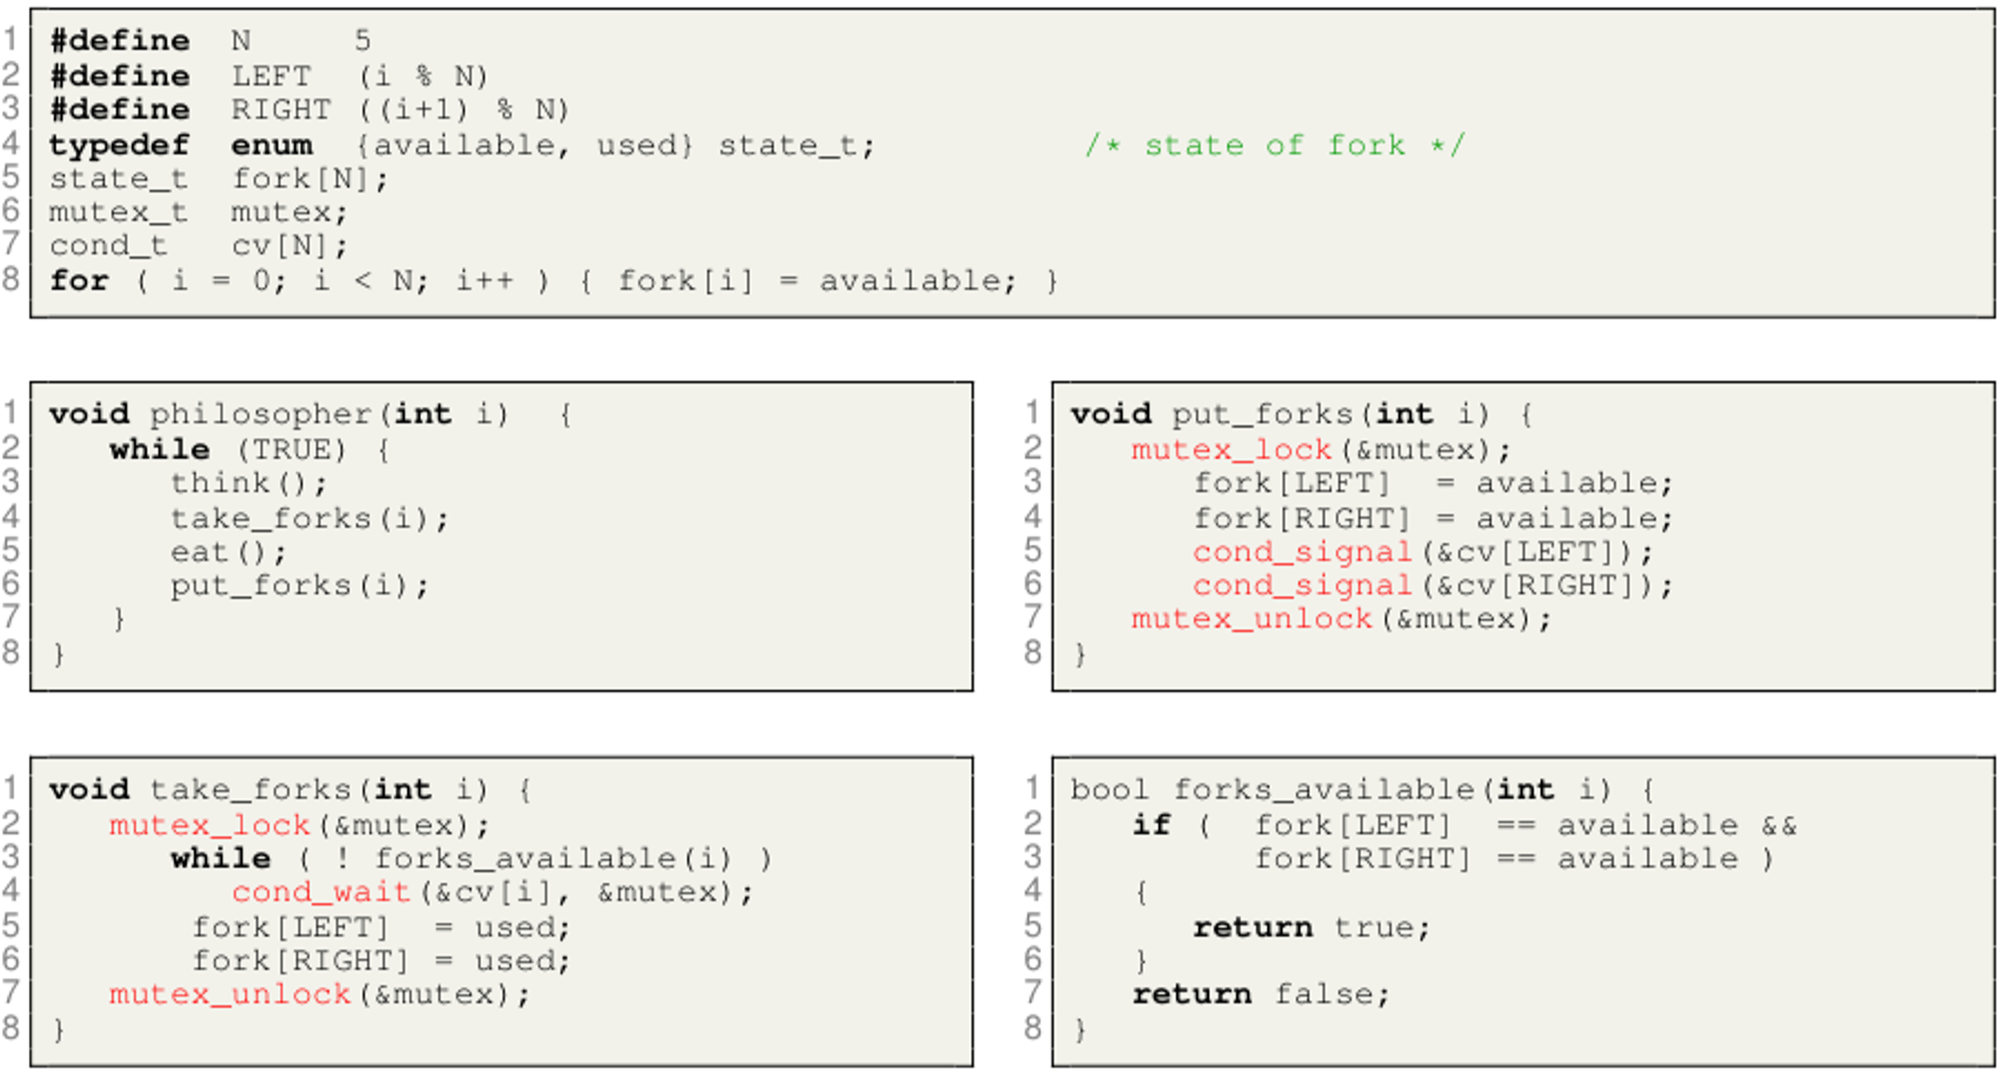 1 #define N 5
2 #define LEFT (i % N)
3 #define RIGHT ((i+1) % N)
4 typedef enum {available, used} state_t; /* state of fork */
5 state_t fork[N];
6 mutex_t mutex;
7 cond_t cv[N];
8 for ( i = 0; i < N; i++ ) { fork[i] = available; }
1 void philosopher(int i) {
2 while (TRUE) {
3 think();
4 take_forks(i);
5 eat();
6 put_forks(i);
7 }
8 }
1 void put_forks(int i) {
2 mutex_lock(&mutex);
3 fork[LEFT] = available;
4 fork[RIGHT] = available;
5 cond_signal(&cv[LEFT]);
6 cond_signal(&cv[RIGHT]);
7 mutex_unlock(&mutex);
8 }
1 void take_forks(int i) {
2 mutex_lock(&mutex);
3 while ( ! forks_available(i) )
4 cond_wait(&cv[i], &mutex);
5 fork[LEFT] = used;
6 fork[RIGHT] = used;
7 mutex_unlock(&mutex);
8 }
1 bool forks_available(int i) {
2 if ( fork[LEFT] == available &&
3 fork[RIGHT] == available )
4 {
5 return true;
6 }
7 return false;
8 }